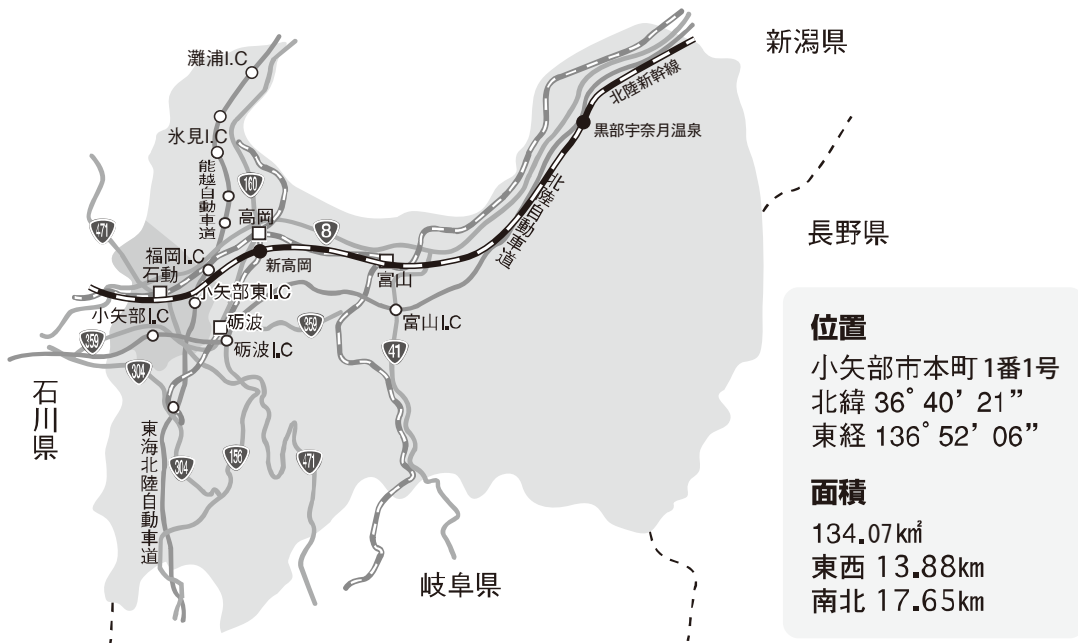 新潟県
灘浦I.C
北陸新幹線
黒部宇奈月温泉
氷見I.C
能越自動車道
160
高岡
471
8
北陸自動車道
長野県
福岡I.C
石動
新高岡
富山
小矢部東I.C
小矢部I.C
砺波
359
富山I.C
359
砺波I.C
41
304
石川県
東海北陸自動車道
304
156
471
岐阜県
位置
小矢部市本町1番1号
北緯 36°40’21”
東経 136°52’06”
面積
134.07㎢
東西 13.88km
南北 17.65km